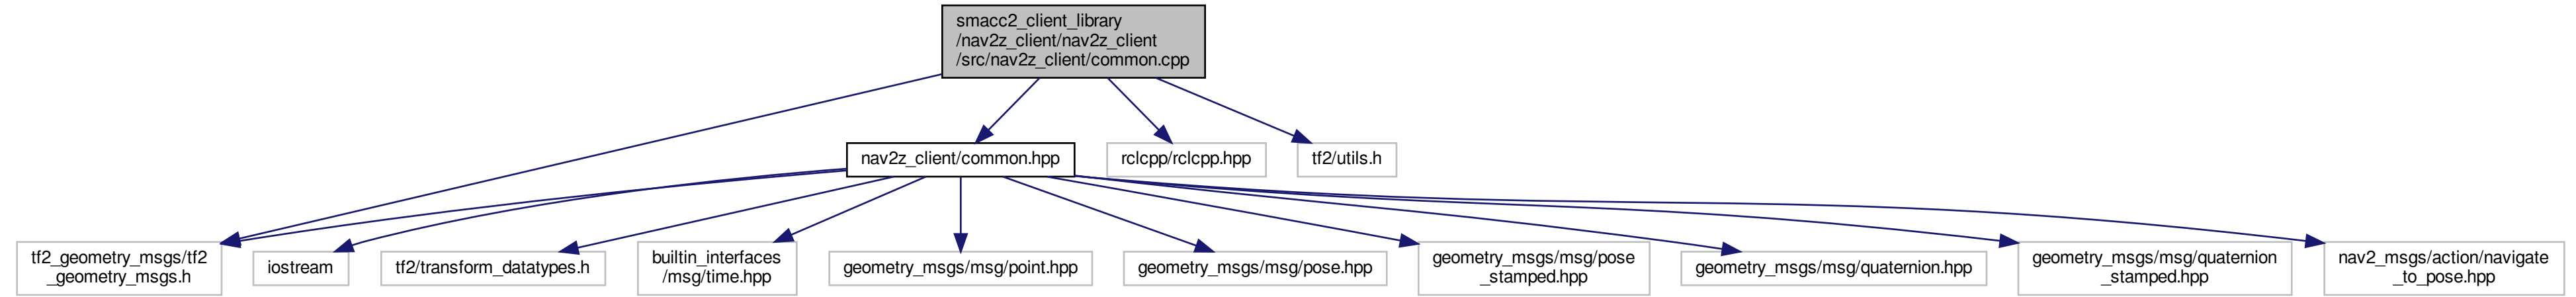 smacc2_client_library
/nav2z_client/nav2z_client
/src/nav2z_client/common.cpp
nav2z_client/common.hpp
rclcpp/rclcpp.hpp
tf2/utils.h
tf2_geometry_msgs/tf2
_geometry_msgs.h
iostream
tf2/transform_datatypes.h
builtin_interfaces
/msg/time.hpp
geometry_msgs/msg/point.hpp
geometry_msgs/msg/pose.hpp
geometry_msgs/msg/pose
_stamped.hpp
geometry_msgs/msg/quaternion.hpp
geometry_msgs/msg/quaternion
_stamped.hpp
nav2_msgs/action/navigate
_to_pose.hpp